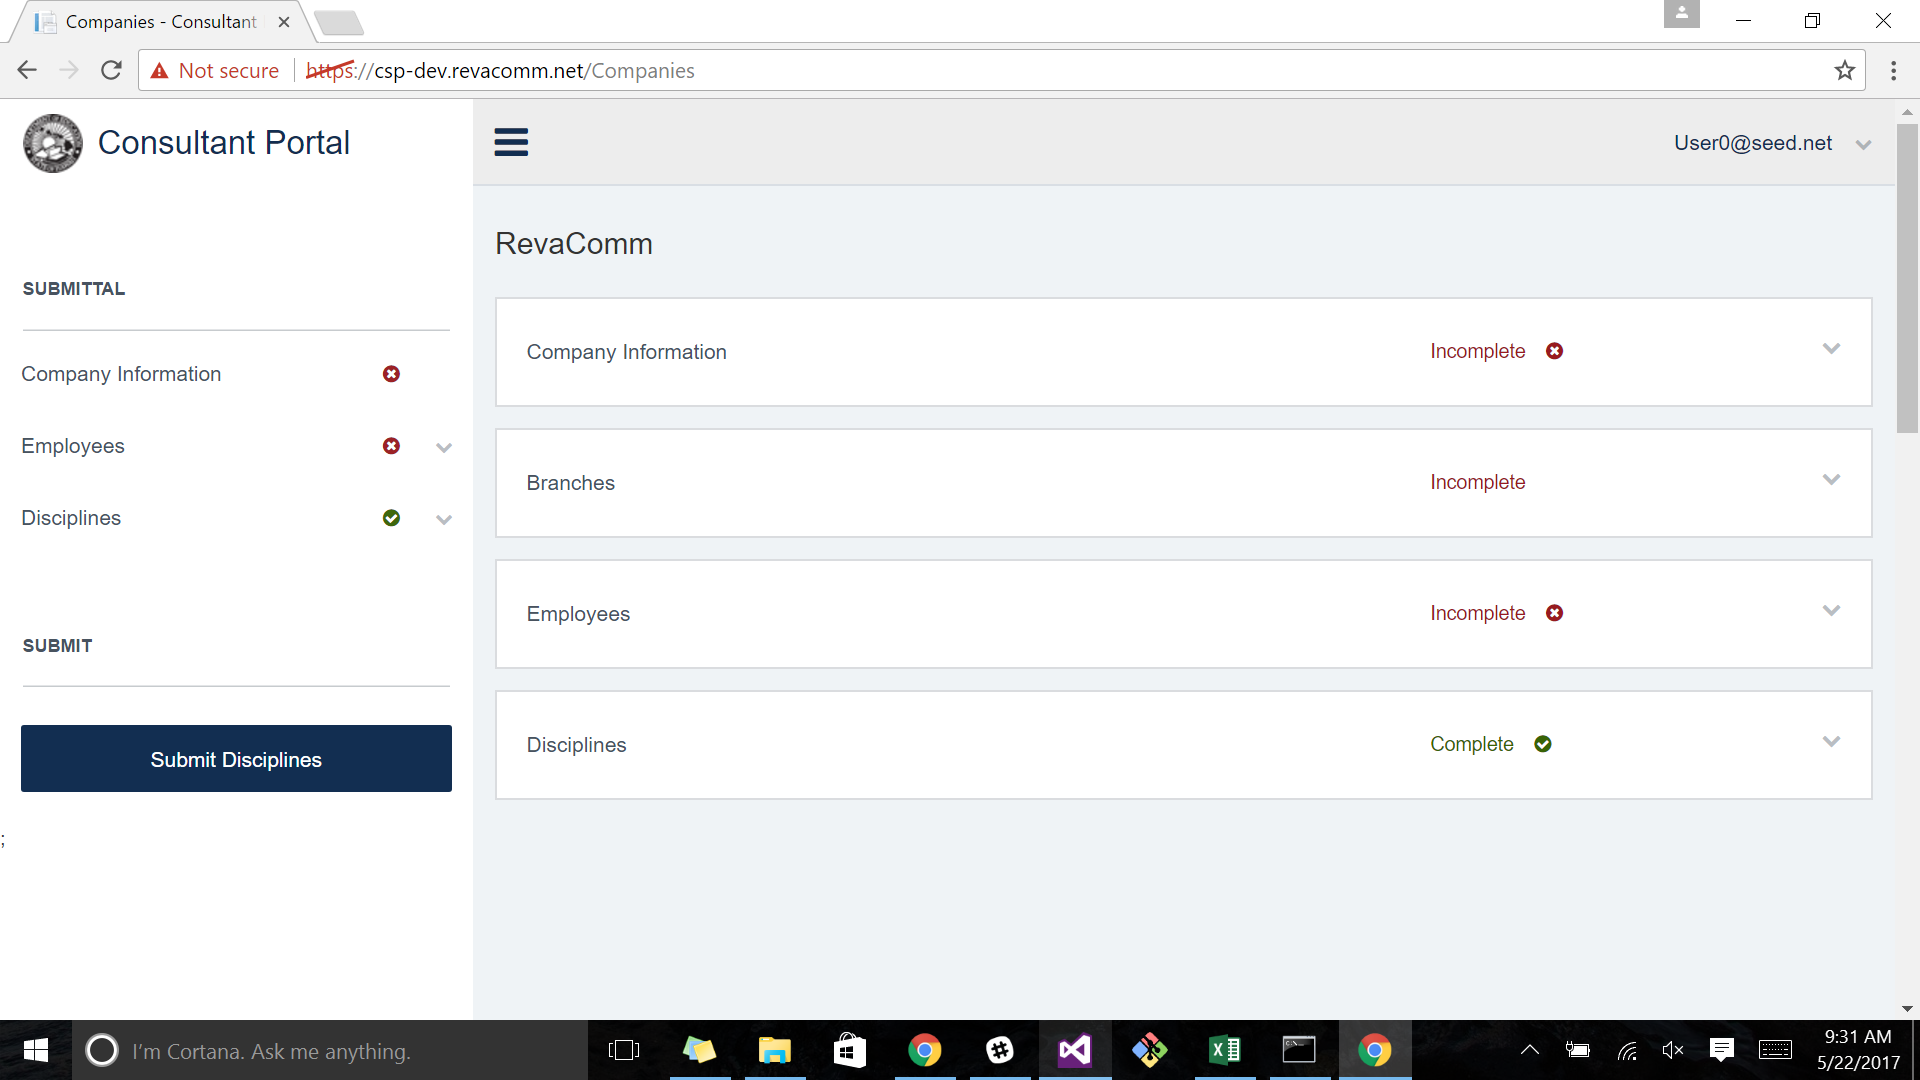 Companies - Consultant
Not secure https://csp-dev.revacomm.net/Companies
Consultant Portal
User0@seed.net
SUBMITTAL
Company Information
Employees
Disciplines
SUBMIT
Submit Disciplines
;
RevaComm
Company Information Incomplete
Branches Incomplete
Employees Incomplete
Disciplines Complete
I'm Cortana. Ask me anything.
9:31 AM
5/22/2017